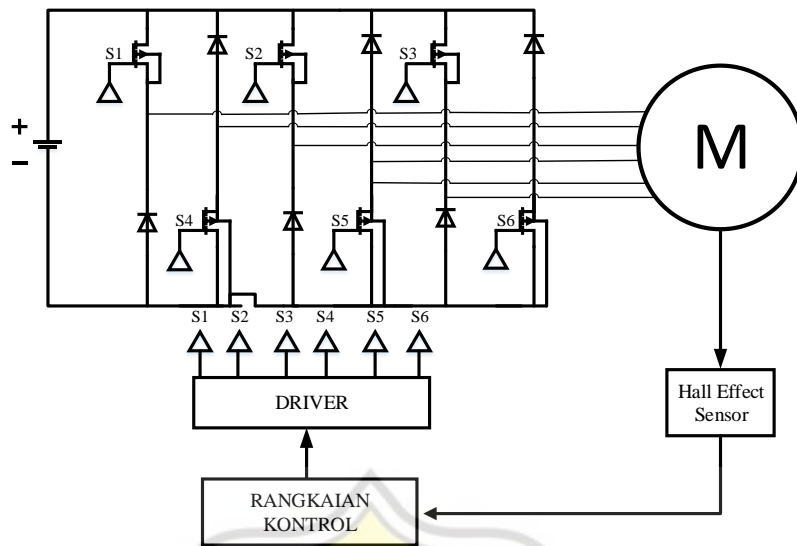 S1
S2
S3
+
-
M
S4
S5
S6
S1
S2
S3
S4
S5
S6
DRIVER
Hall Effect
Sensor
RANGKAIAN
KONTROL